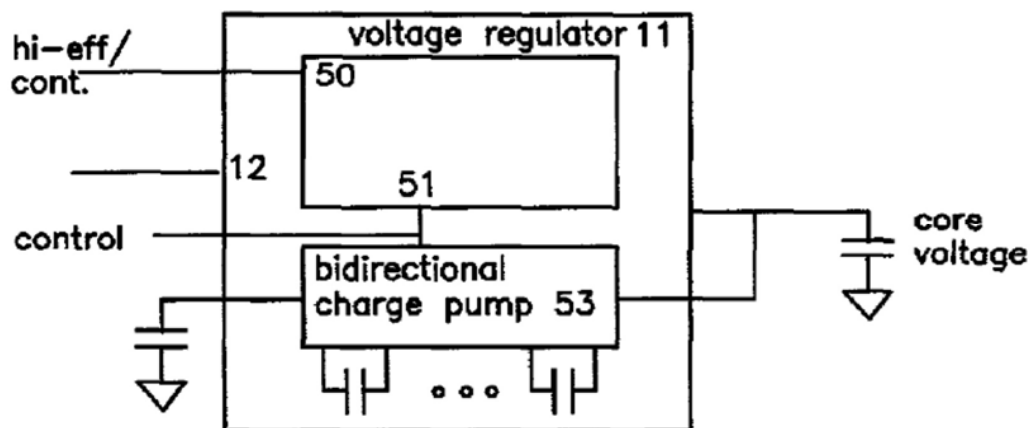 voltage regulator 11
hi-eff/
cont.
50
12
51
control
core
voltage
bidirectional
charge pump 53